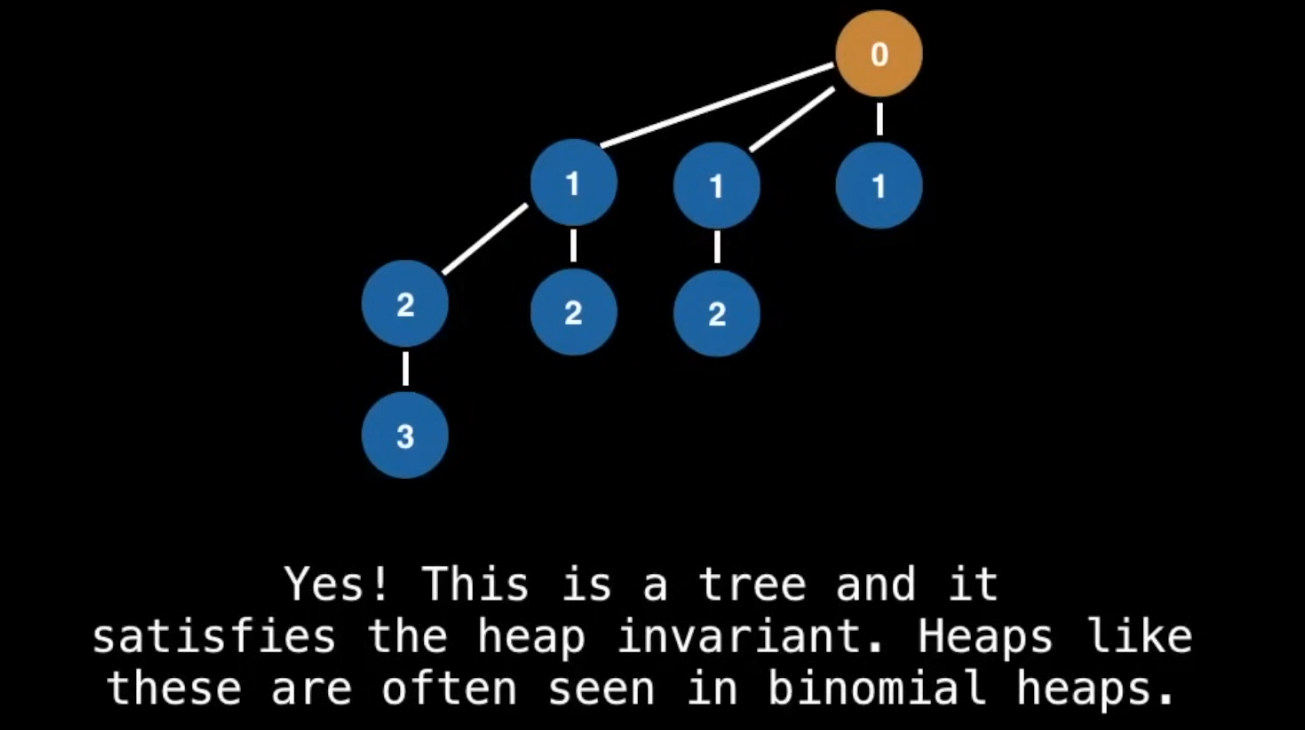 0
1 1 1
2 2 2
3
Yes! This is a tree and it
satisfies the heap invariant. Heaps like
these are often seen in binomial heaps.